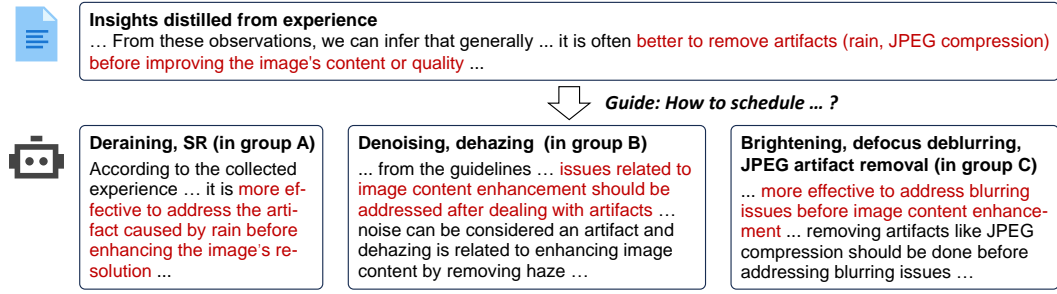 Insights distilled from experience
… From these observations, we can infer that generally ... it is often better to remove artifacts (rain, JPEG compression)
before improving the image's content or quality ...
Guide: How to schedule … ?
Deraining, SR (in group A)
According to the collected
experience … it is more ef-
fective to address the arti-
fact caused by rain before
enhancing the image's re-
solution ...
Denoising, dehazing (in group B)
... from the guidelines … issues related to
image content enhancement should be
addressed after dealing with artifacts …
noise can be considered an artifact and
dehazing is related to enhancing image
content by removing haze …
Brightening, defocus deblurring,
JPEG artifact removal (in group C)
... more effective to address blurring
issues before image content enhance-
ment ... removing artifacts like JPEG
compression should be done before
addressing blurring issues …